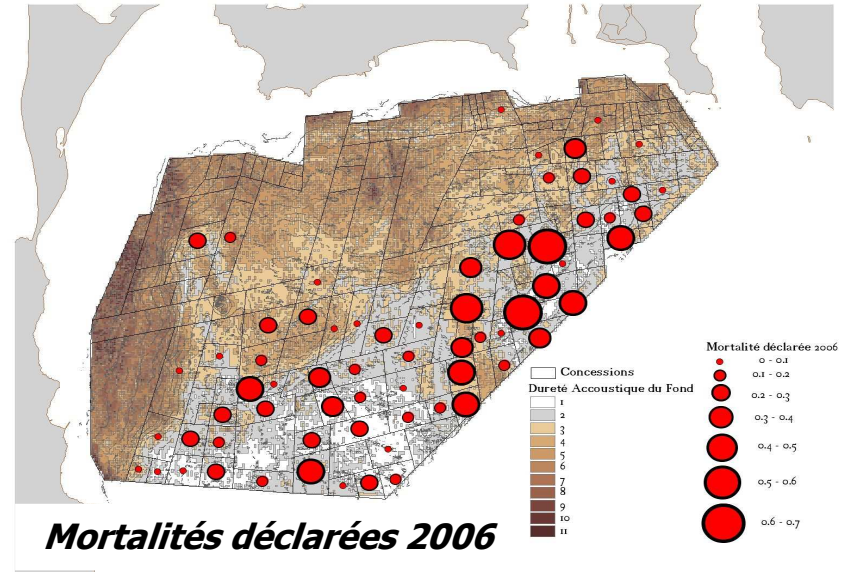 Mortalité déclarée 2006
0 - 0.1
0.1 - 0.2
0.2 - 0.3
0.3 - 0.4
0.4 - 0.5
0.5 - 0.6
0.6 - 0.7
Concessions
Dureté Accoustique du Fond
1
2
3
4
5
6
7
8
9
10
11
Mortalités déclarées 2006